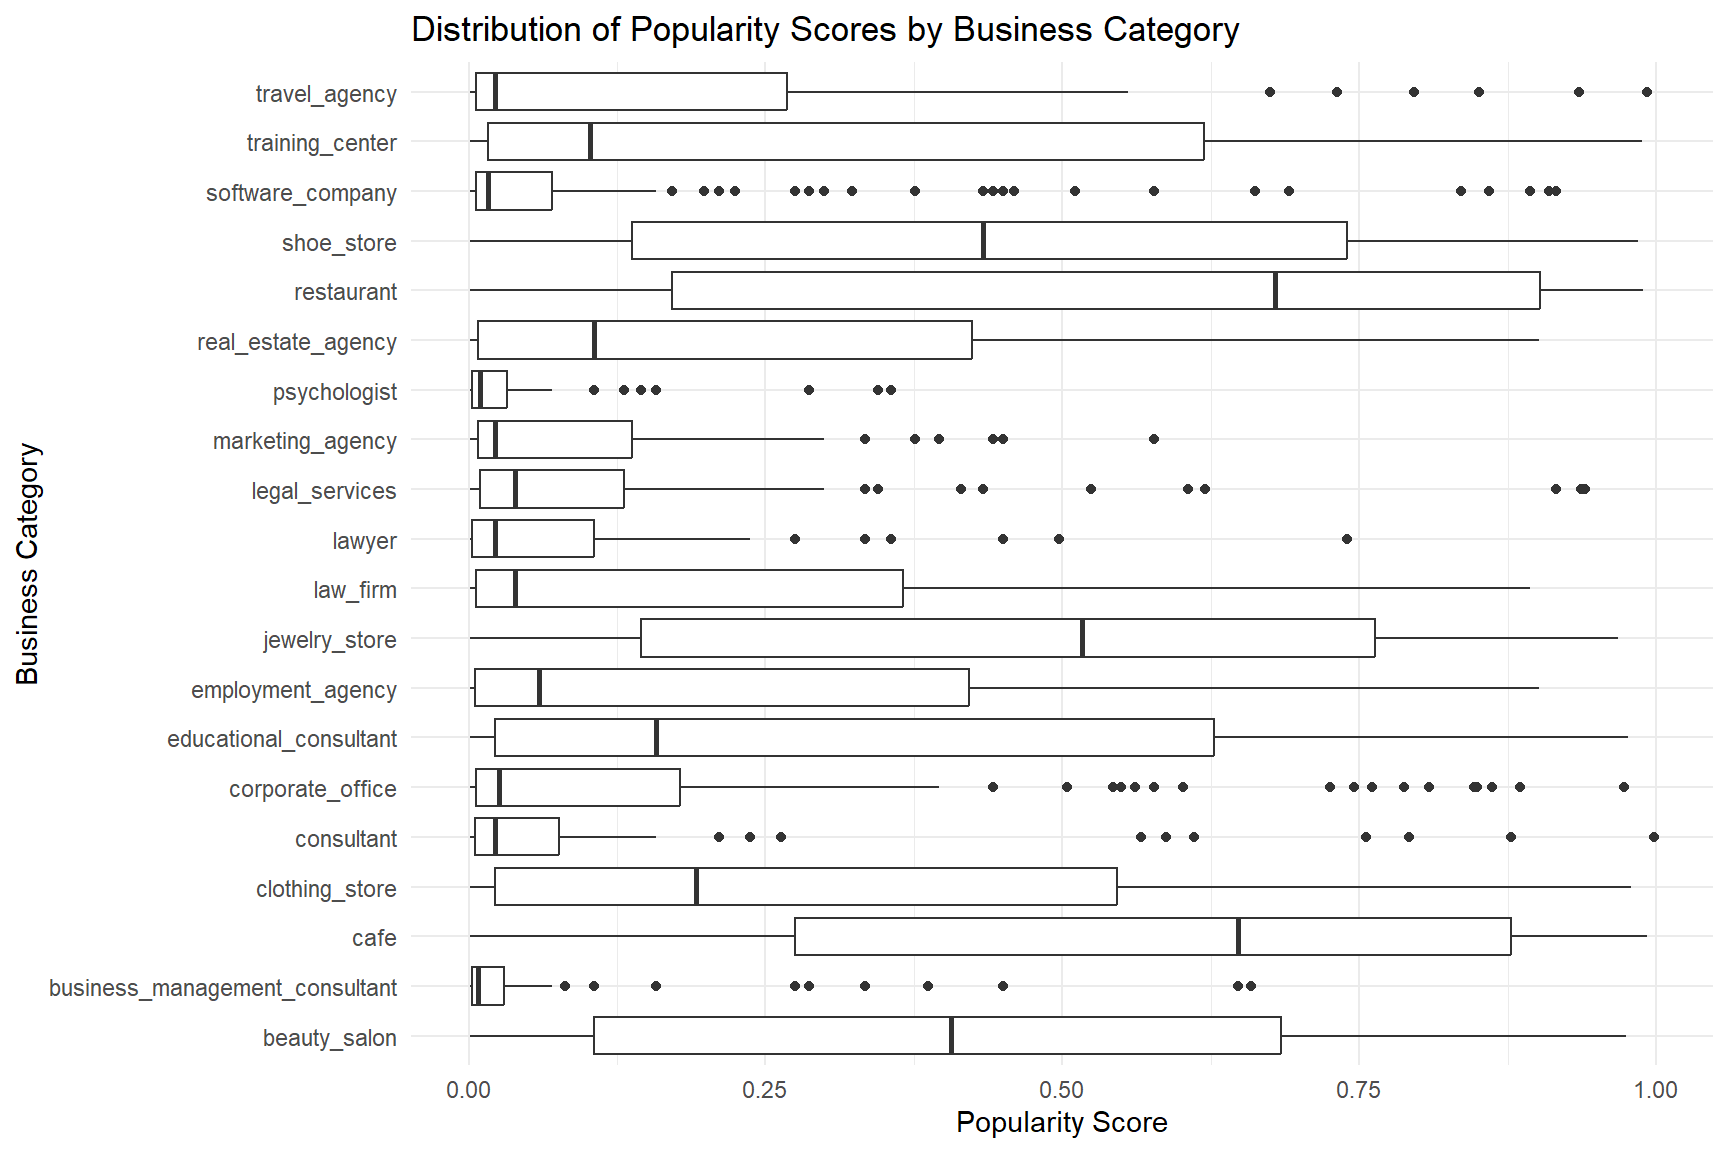 Distribution of Popularity Scores by Business Category
Business Category
travel_agency
training_center
software_company
shoe_store
restaurant
real_estate_agency
psychologist
marketing_agency
legal_services
lawyer
law_firm
jewelry_store
employment_agency
educational_consultant
corporate_office
consultant
clothing_store
cafe
business_management_consultant
beauty_salon
0.00 0.25 0.50 0.75 1.00
Popularity Score